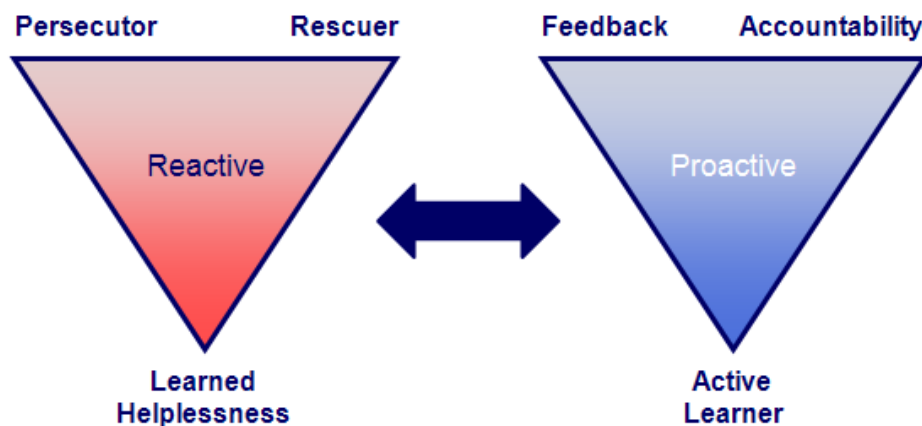 Persecutor Rescuer Feedback Accountability
Reactive Proactive
Learned Active
Helplessness Learner